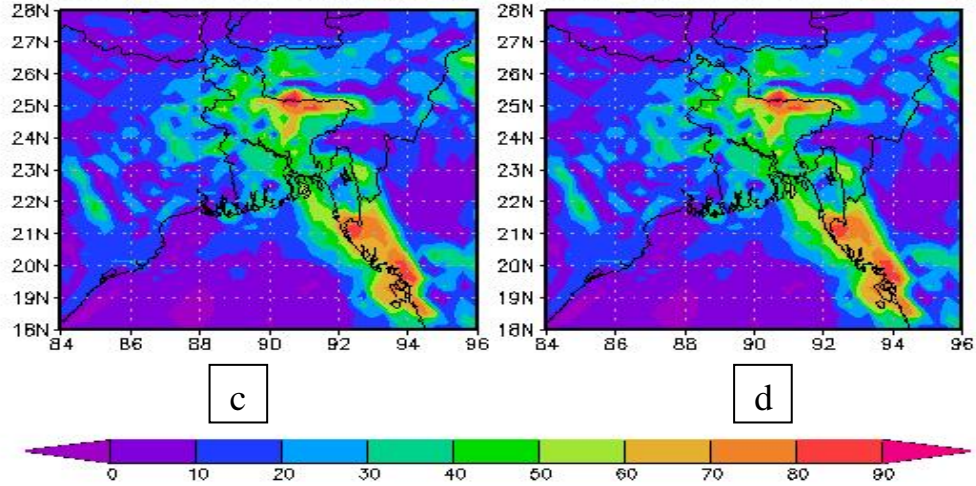 28N 28N
27N 27N
26N 26N
25N 25N
24N 24N
23N 23N
22N 22N
21N 21N
20N 20N
19N 19N
18N 18N
84 86 88 90 92 94 96 84 86 88 90 92 94 96
c d
0 10 20 30 40 50 60 70 80 90